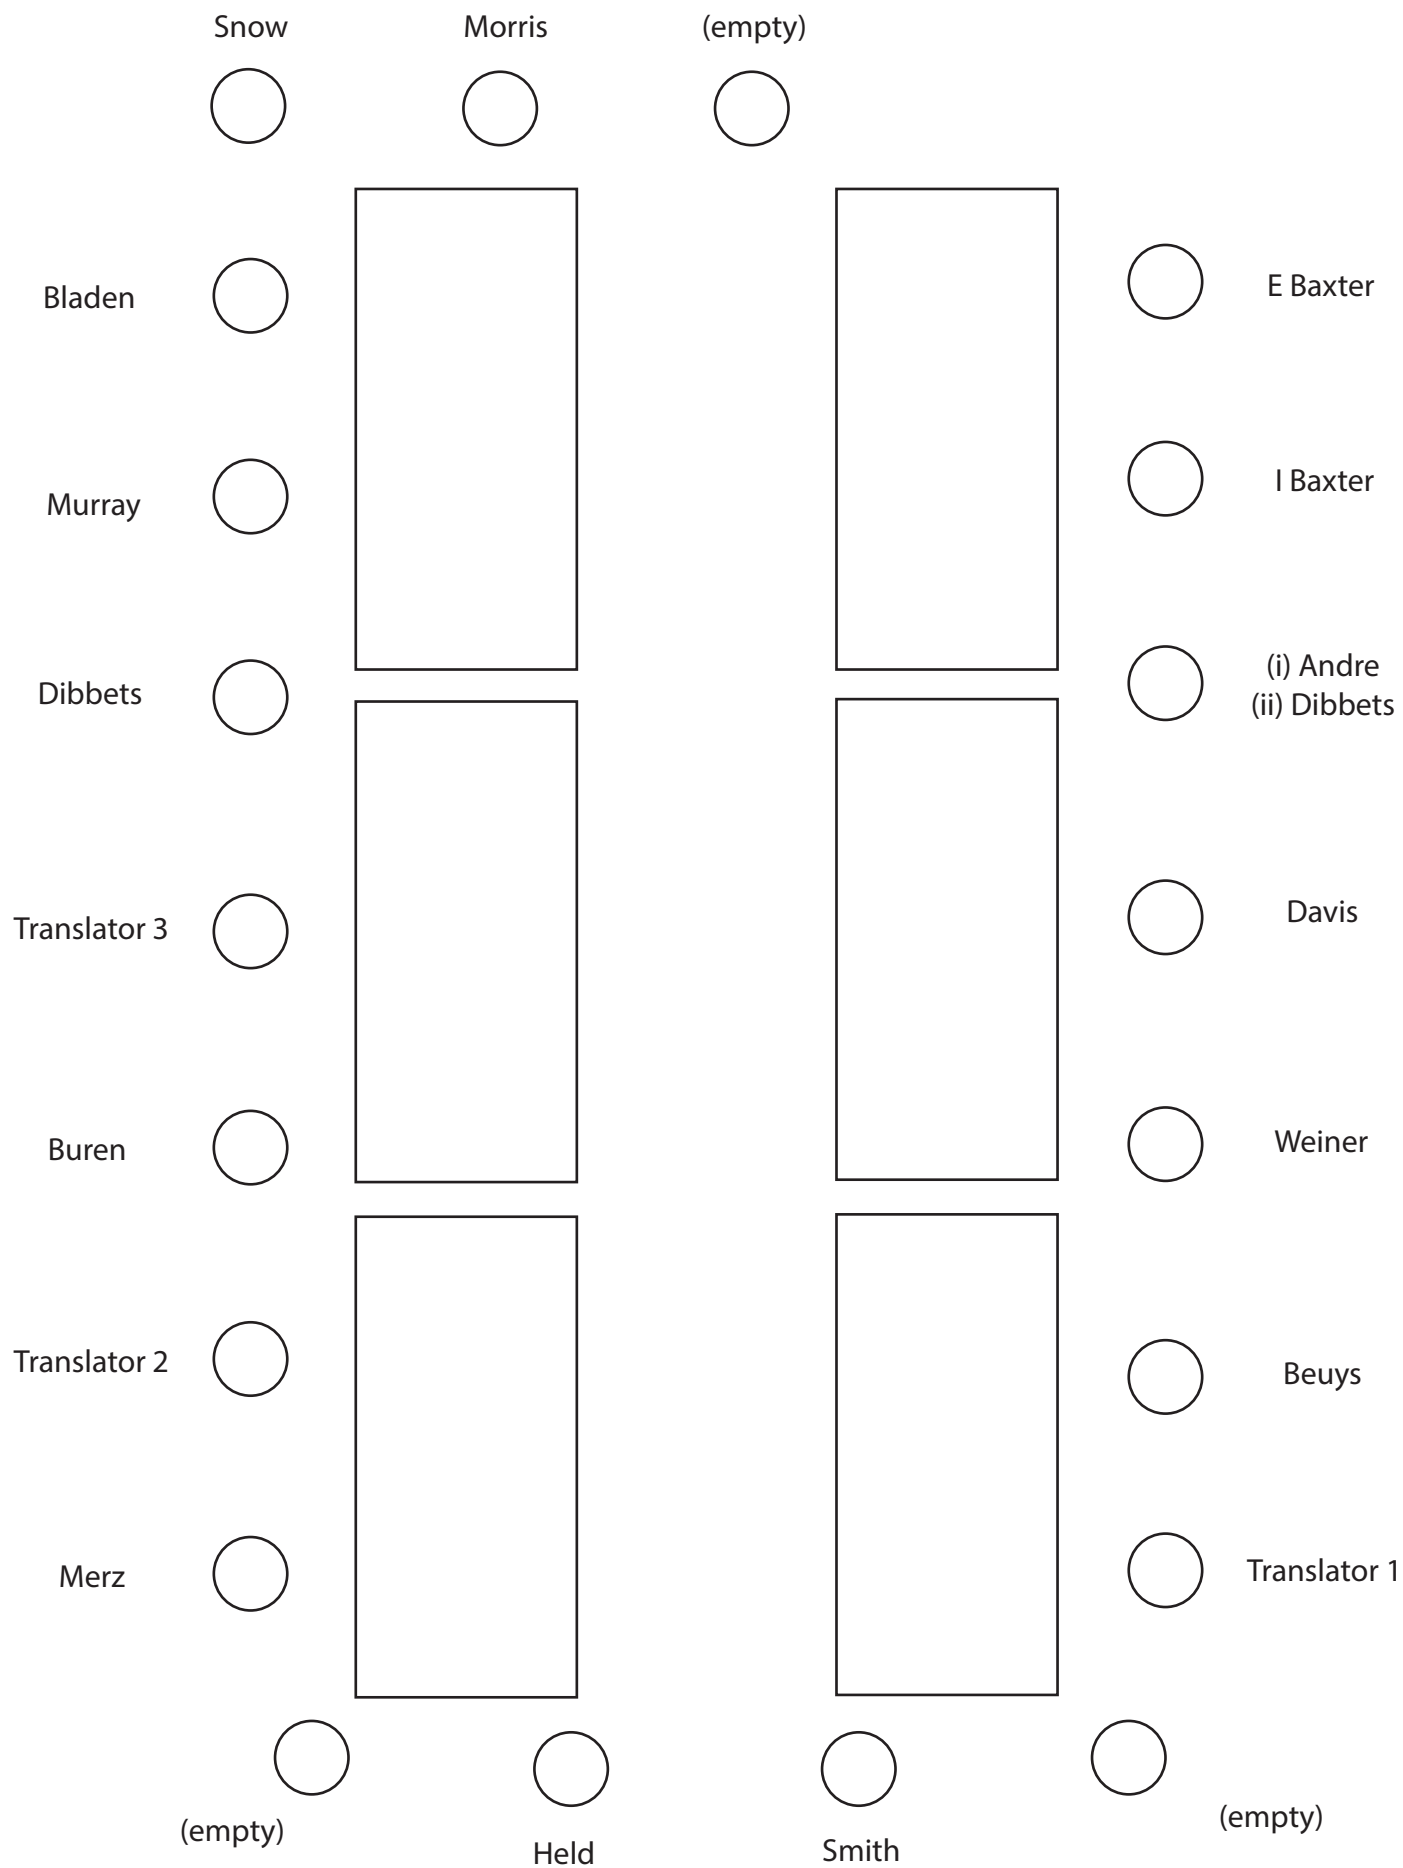 Snow
Morris
(empty)
Bladen
E Baxter
Murray
I Baxter
Dibbets
(i) Andre
(ii) Dibbets
Translator 3
Davis
Buren
Weiner
Translator 2
Beuys
Merz
Translator 1
(empty)
Held
Smith
(empty)